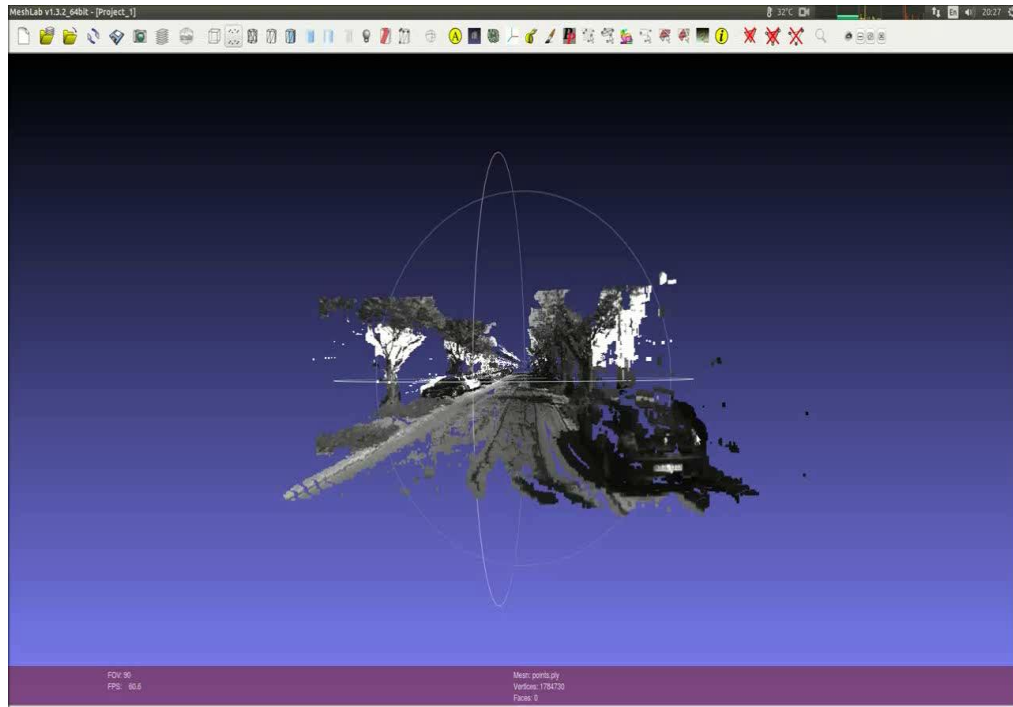 MeshLab v1.3.2_64bit - [Project_1]
32°C
En
20:27
A
i
FOV: 90
FPS: 60.6
Mesh: points.ply
Vertices: 1784730
Faces: 0